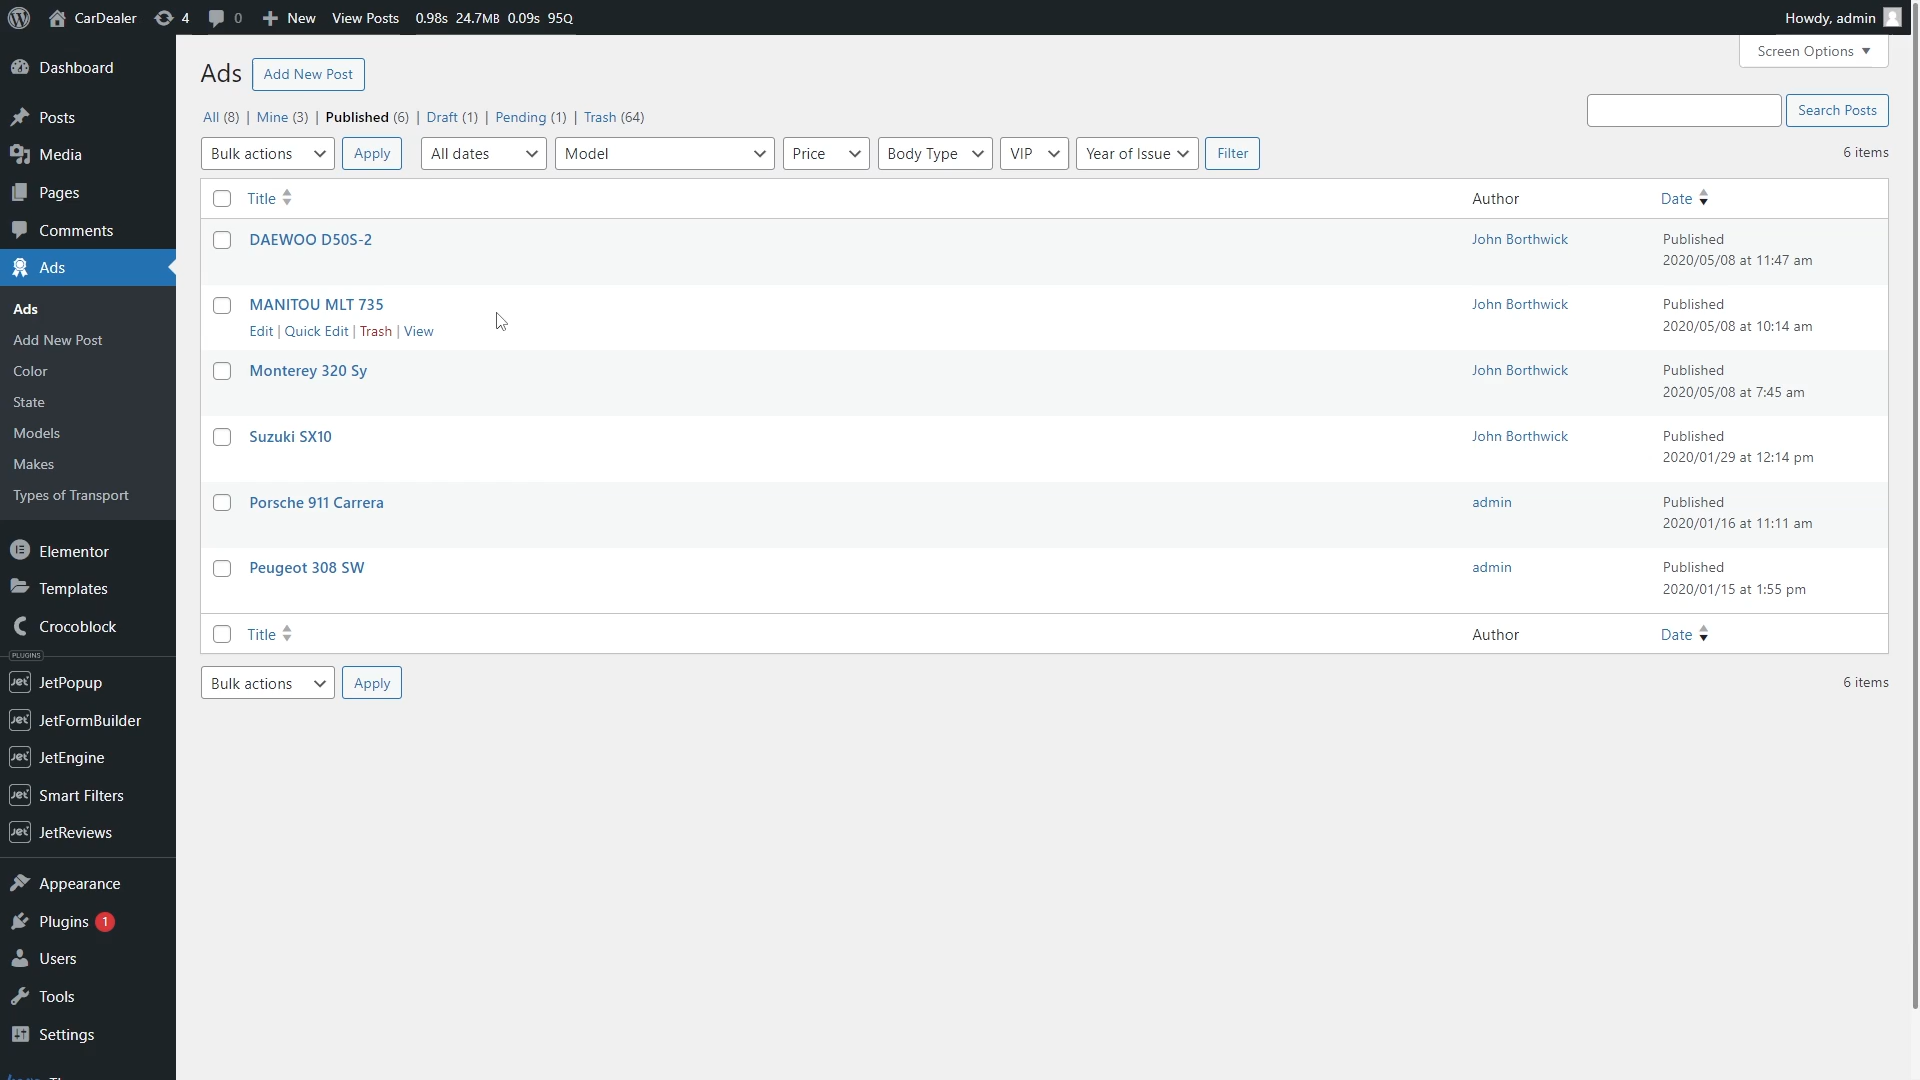 CarDealer 4 0 New View Posts 0.98s 24.7MB 0.09s 95Q Howdy, admin
Screen Options
Dashboard
Posts
Media
Pages
Comments
Ads
Ads
Add New Post
Color
State
Models
Makes
Types of Transport
Elementor
Templates
Crocoblock
PLUGINS
Jet JetPopup
Jet JetFormBuilder
Jet JetEngine
Jet Smart Filters
Jet JetReviews
Appearance
Plugins 1
Users
Tools
Settings
Ads Add New Post
All (8) | Mine (3) | Published (6) | Draft (1) | Pending (1) | Trash (64)
Search Posts
Bulk actions Apply All dates Model Price Body Type VIP Year of Issue Filter 6 items
Title Author Date
DAEWOO D50S-2 John Borthwick Published
2020/05/08 at 11:47 am
MANITOU MLT 735 John Borthwick Published
Edit | Quick Edit | Trash | View 2020/05/08 at 10:14 am
Monterey 320 Sy John Borthwick Published
2020/05/08 at 7:45 am
Suzuki SX10 John Borthwick Published
2020/01/29 at 12:14 pm
Porsche 911 Carrera admin Published
2020/01/16 at 11:11 am
Peugeot 308 SW admin Published
2020/01/15 at 1:55 pm
Title Author Date
Bulk actions Apply 6 items